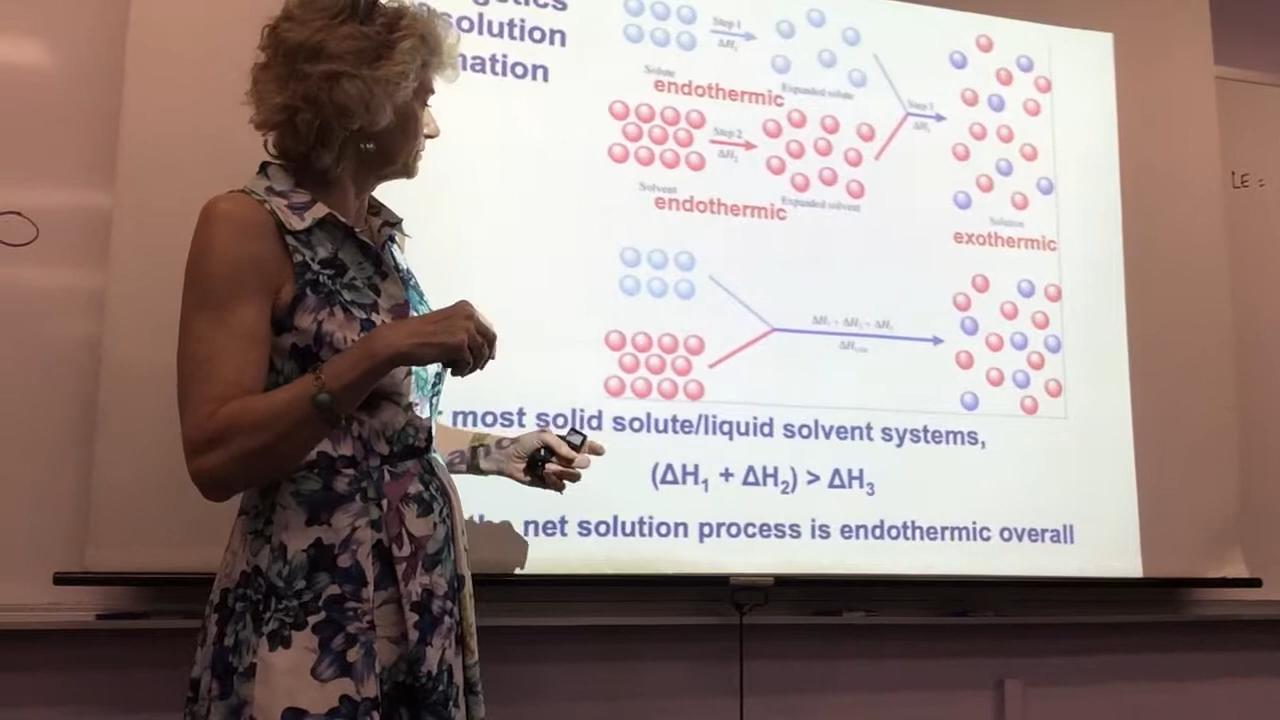 solution
Step 1
ΔH₁
Solute
Expanded solute
endothermic
Step 3
ΔH₃
Step 2
ΔH₂
Solvent
Expanded solvent
endothermic
Solution
exothermic
ΔH₁ + ΔH₂ + ΔH₃
most solid solute/liquid solvent systems,
(ΔH₁ + ΔH₂) > ΔH₃
net solution process is endothermic overall
LE =